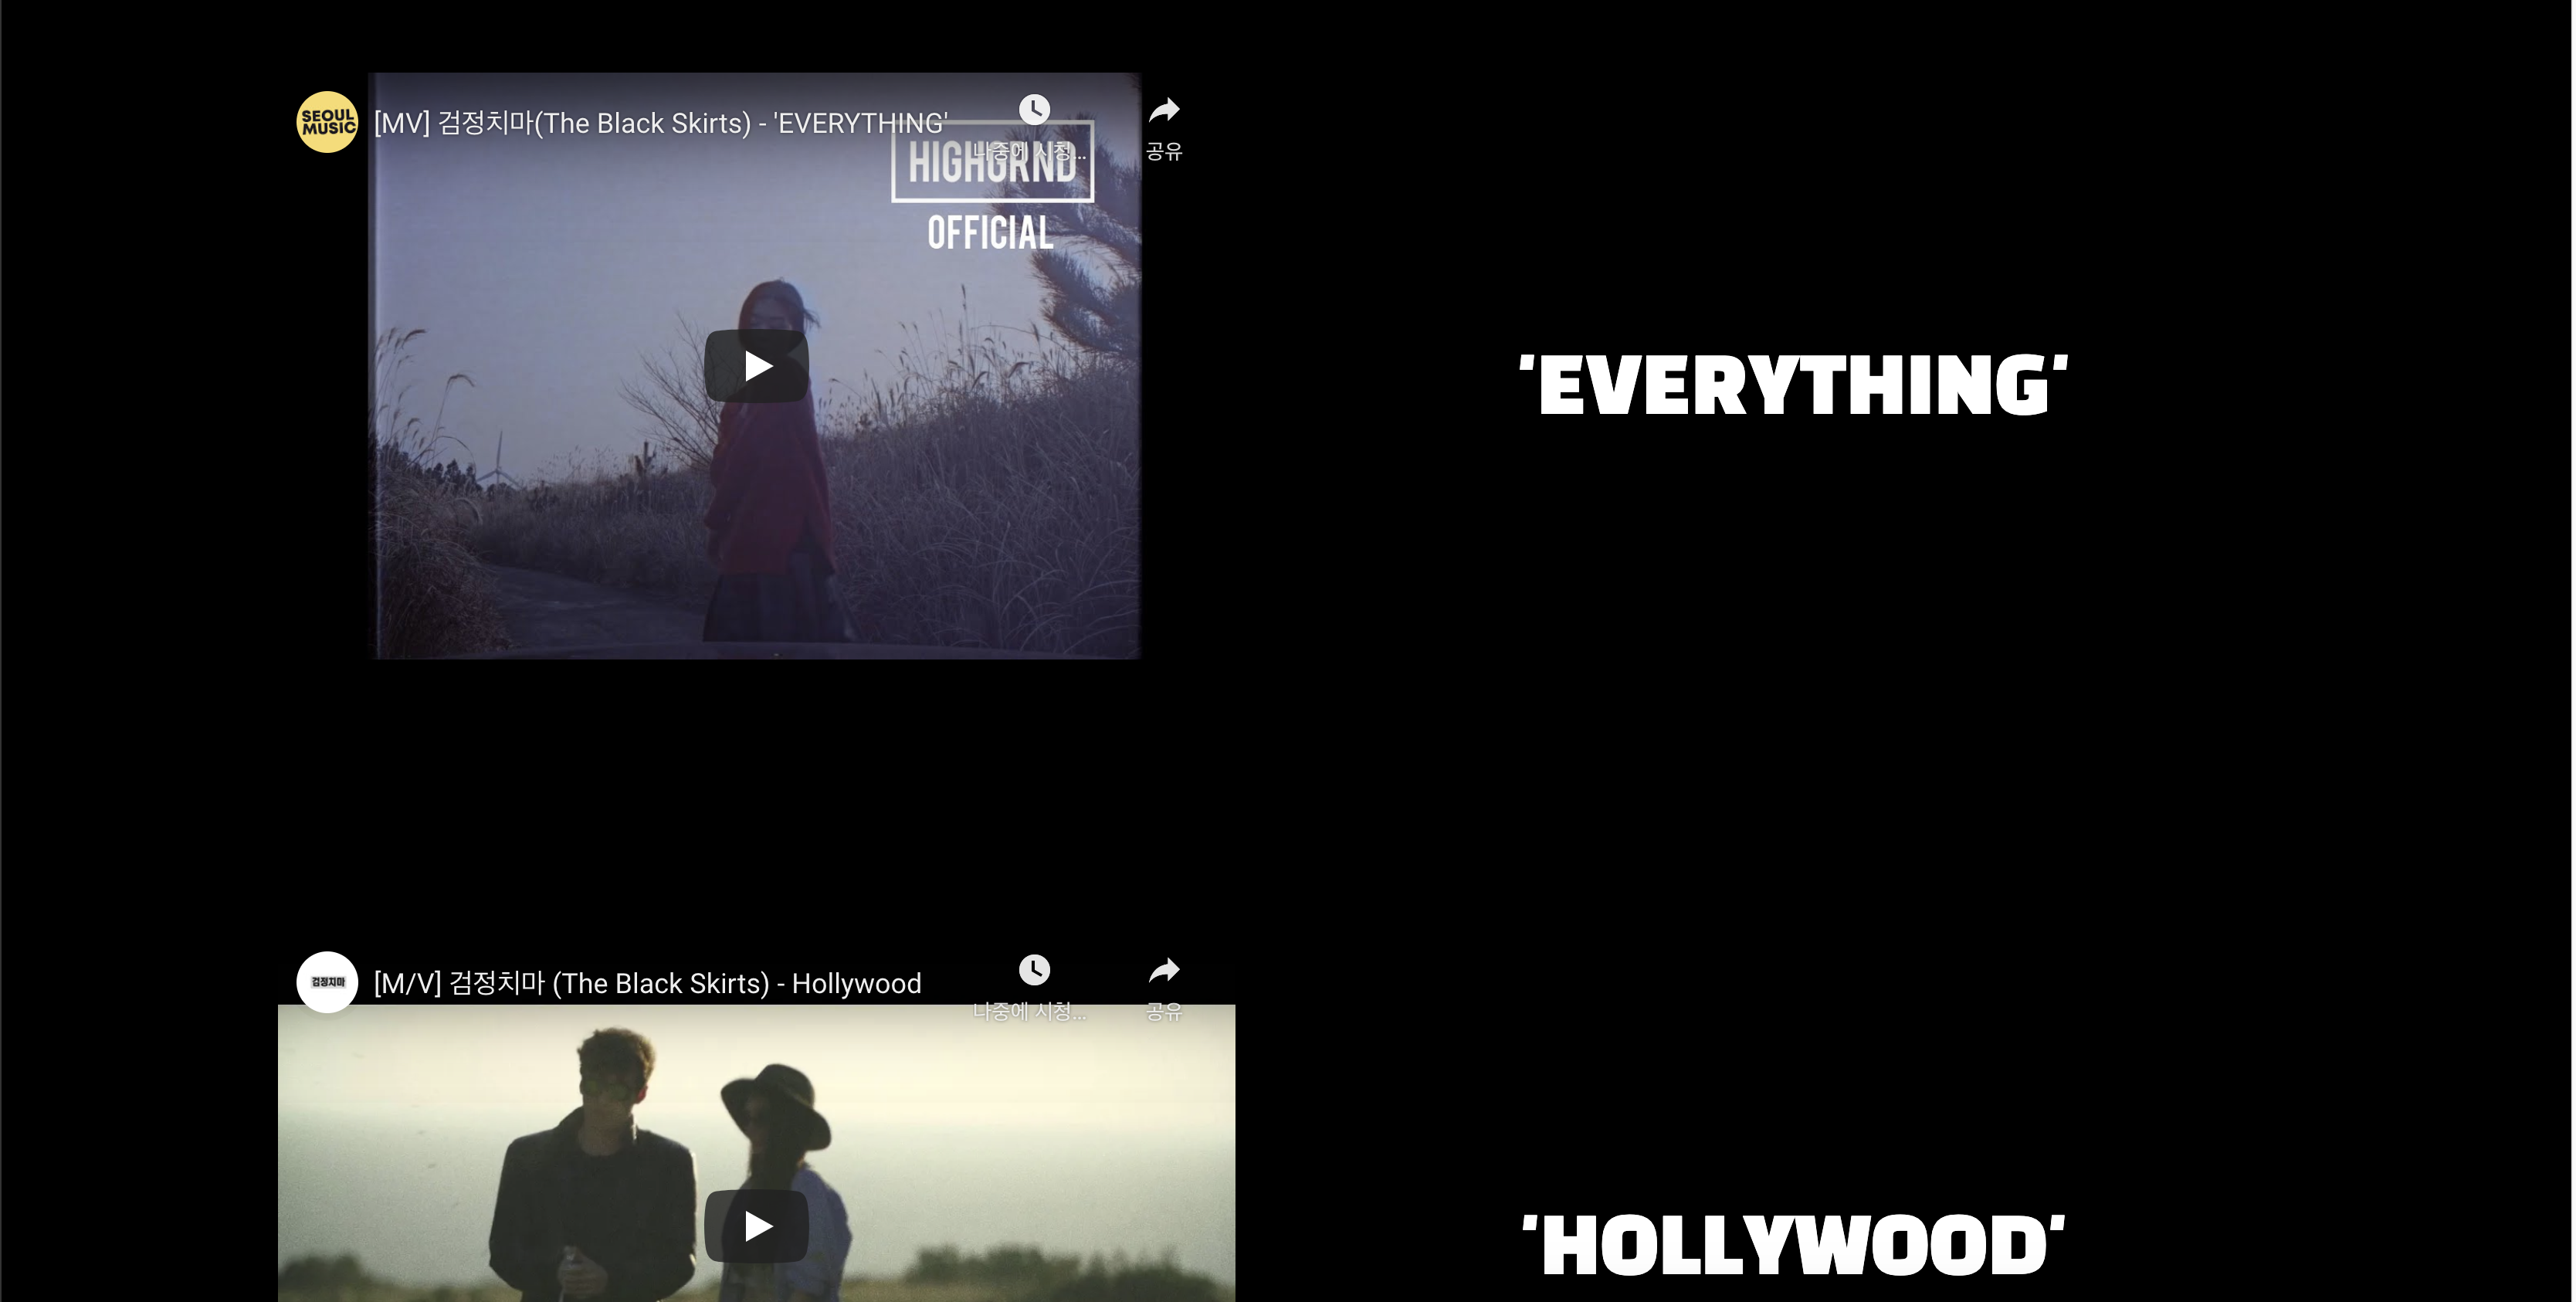 SEOUL
MUSIC
[MV] 검정치마(The Black Skirts) - 'EVERYTHING'
나중에 시청...
공유
HIGHGRND
OFFICIAL
'EVERYTHING'
검정치마
[M/V] 검정치마 (The Black Skirts) - Hollywood
나중에 시청...
공유
'HOLLYWOOD'